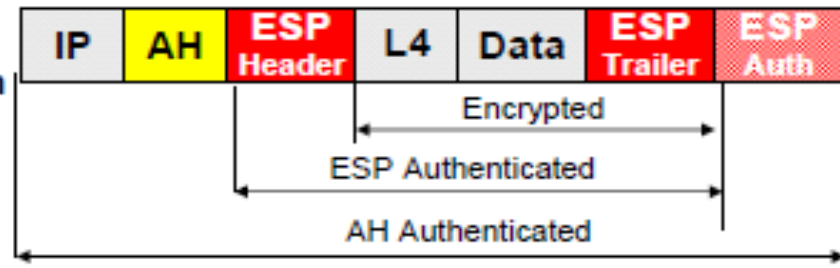 IP AH ESP Header L4 Data ESP Trailer ESP Auth
Encrypted
ESP Authenticated
AH Authenticated